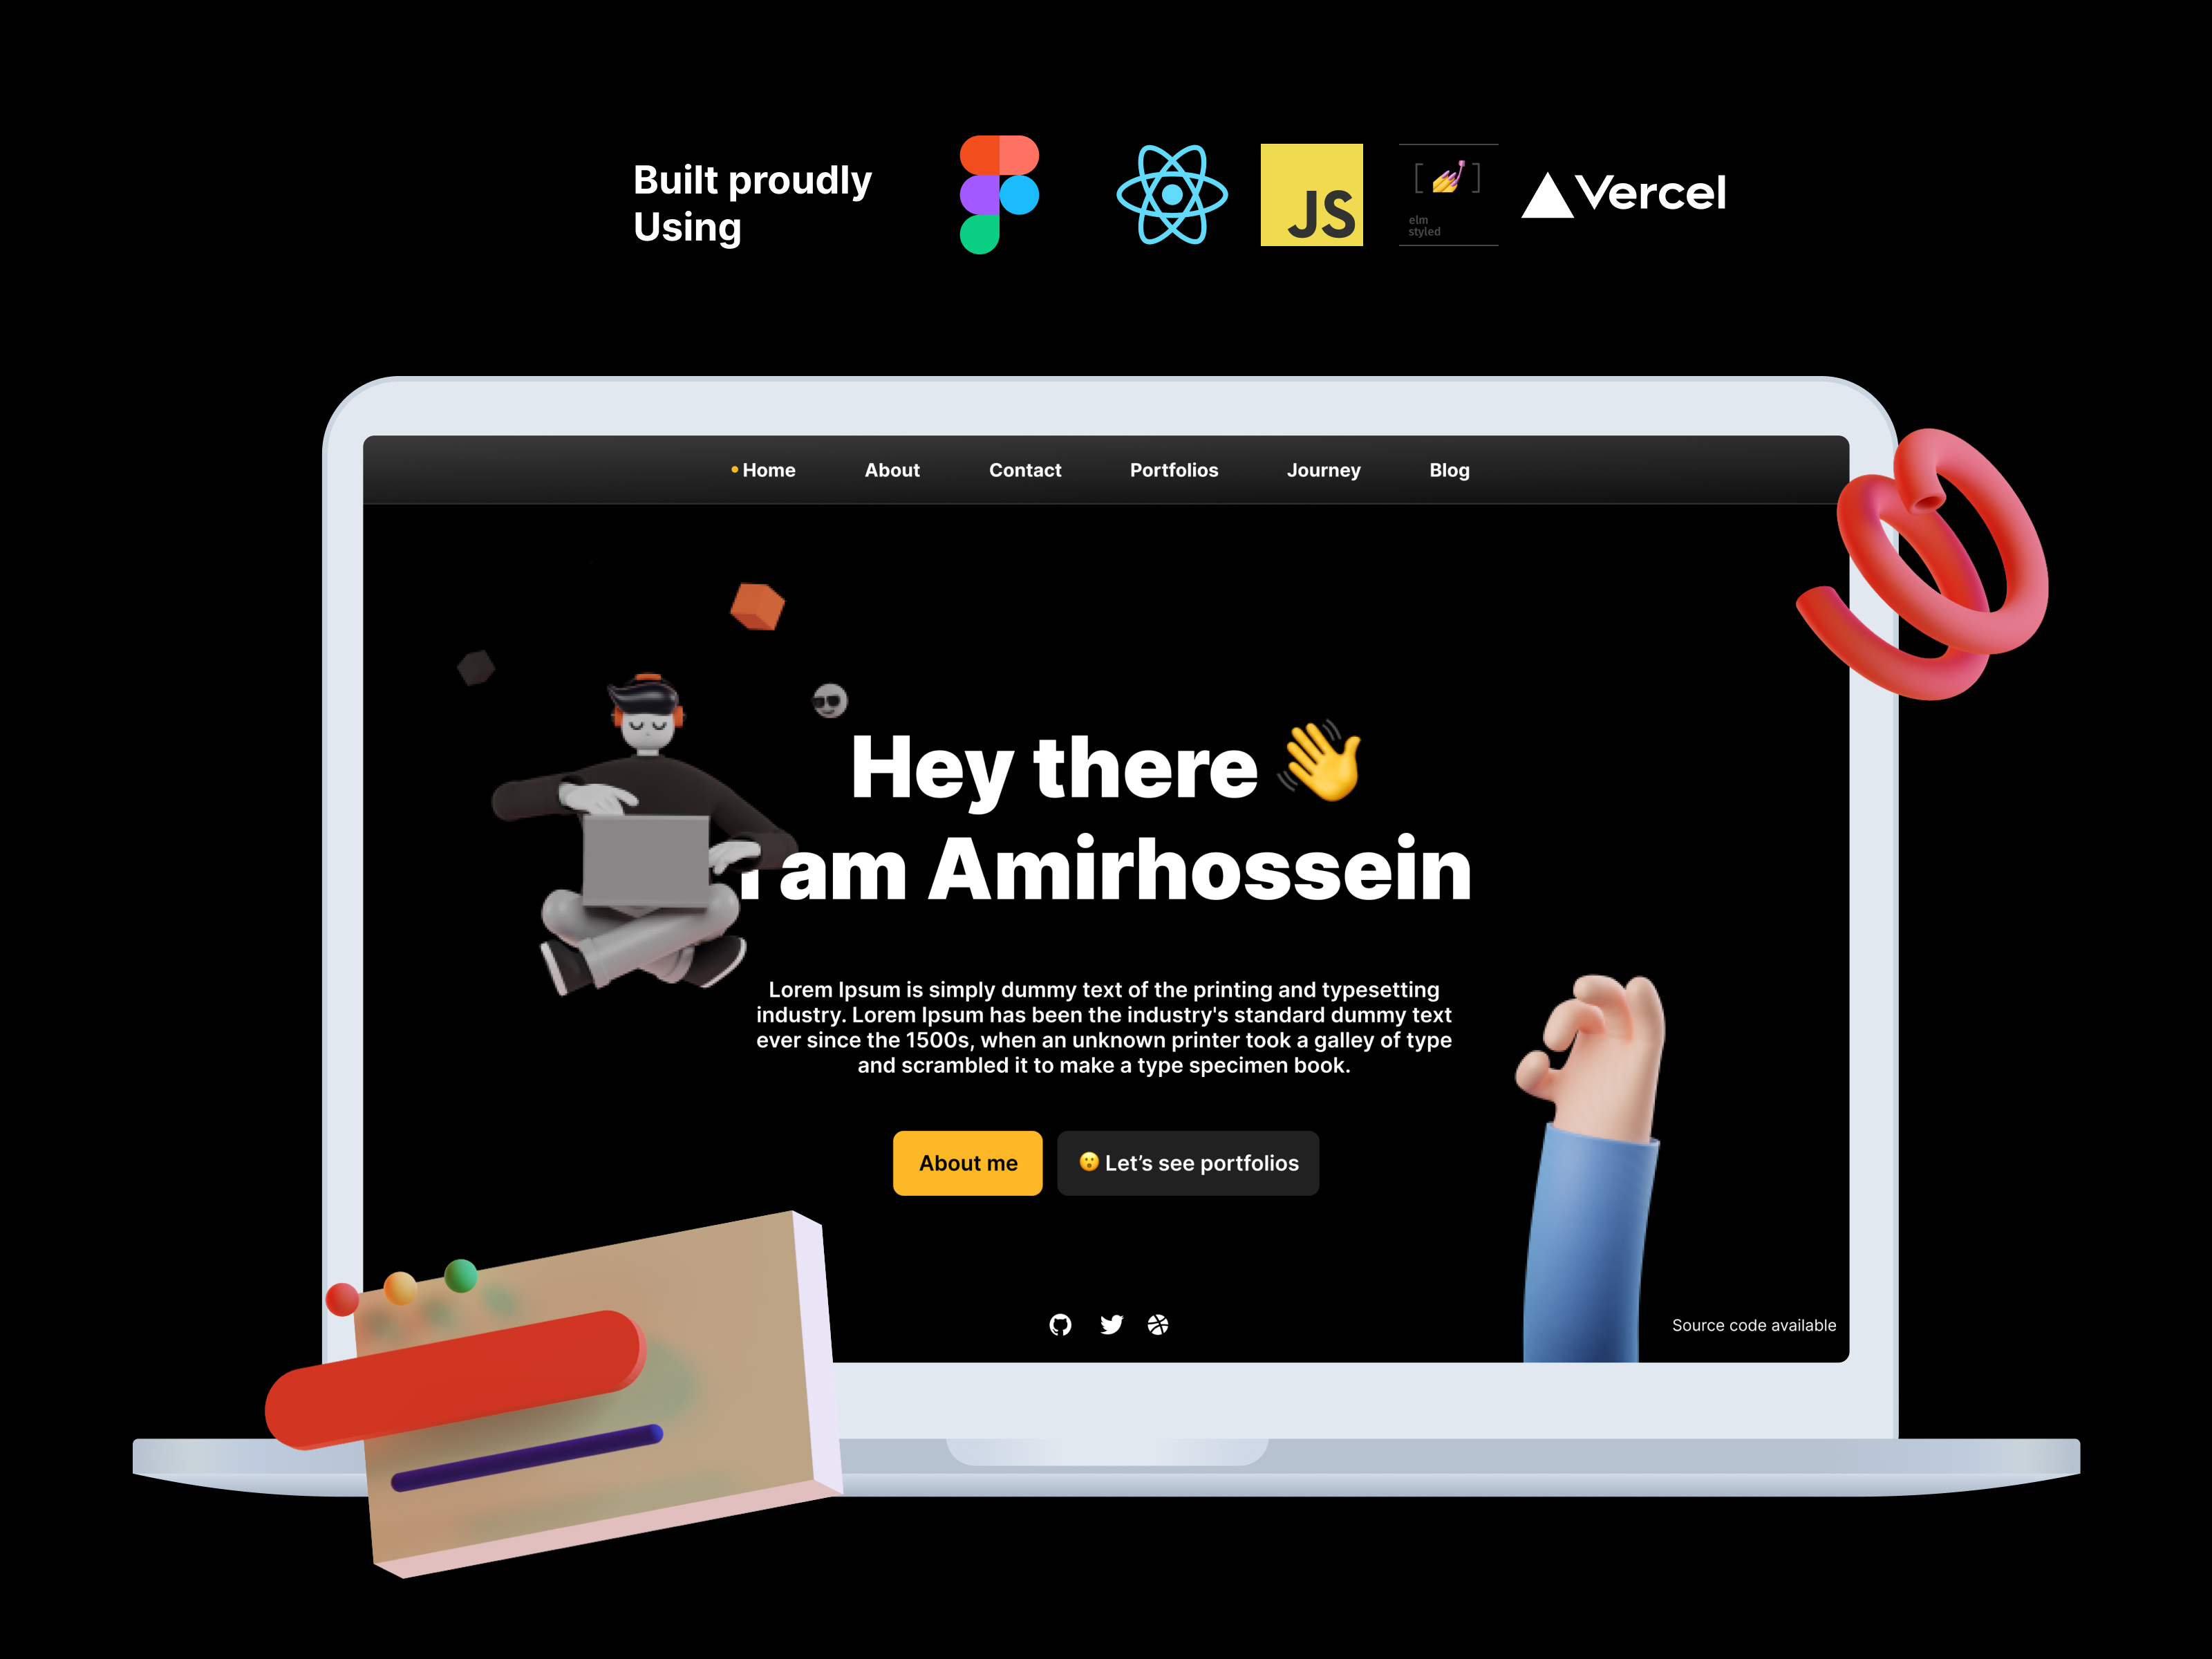 Built proudly
Using
JS
[💅]
elm
styled
Vercel
Home About Contact Portfolios Journey Blog
Hey there 👋
I am Amirhossein
Lorem Ipsum is simply dummy text of the printing and typesetting
industry. Lorem Ipsum has been the industry's standard dummy text
ever since the 1500s, when an unknown printer took a galley of type
and scrambled it to make a type specimen book.
About me
😮 Let’s see portfolios
Source code available